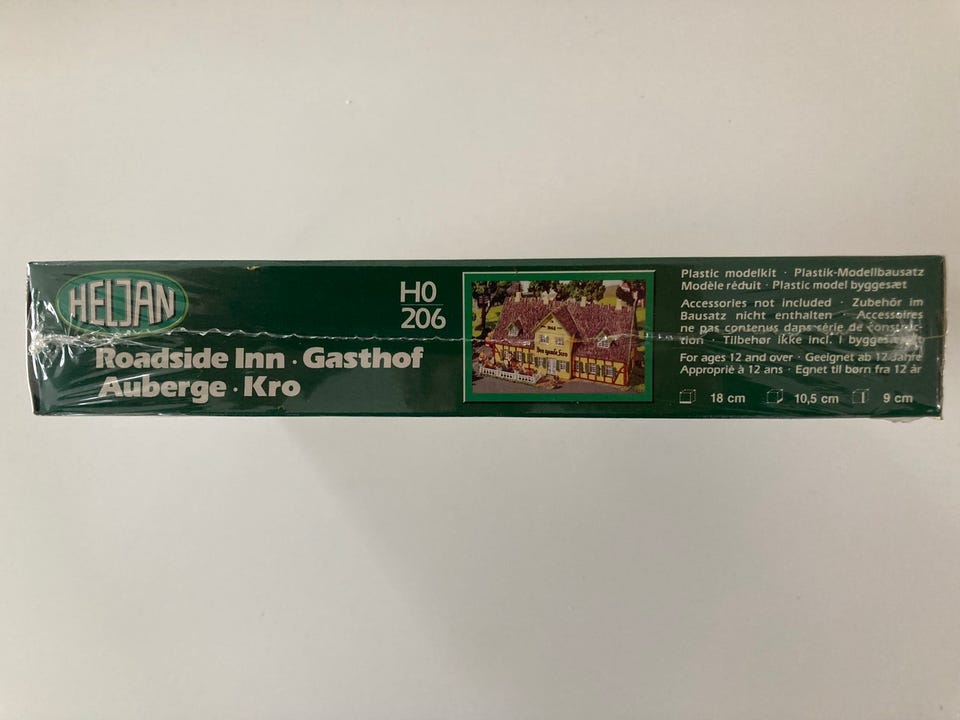 HELJAN
H0
206
Roadside Inn · Gasthof
Auberge · Kro
Plastic modelkit · Plastik-Modellbausatz
Modèle réduit · Plastic model byggesæt
Accessories not included · Zubehör im
Bausatz nicht enthalten · Accessoires
ne pas contenus dans série de construc-
tion · Tilbehør ikke incl. i byggesæt
For ages 12 and over · Geeignet ab 12 Jahre
Approprié à 12 ans · Egnet til børn fra 12 år
18 cm 10,5 cm 9 cm